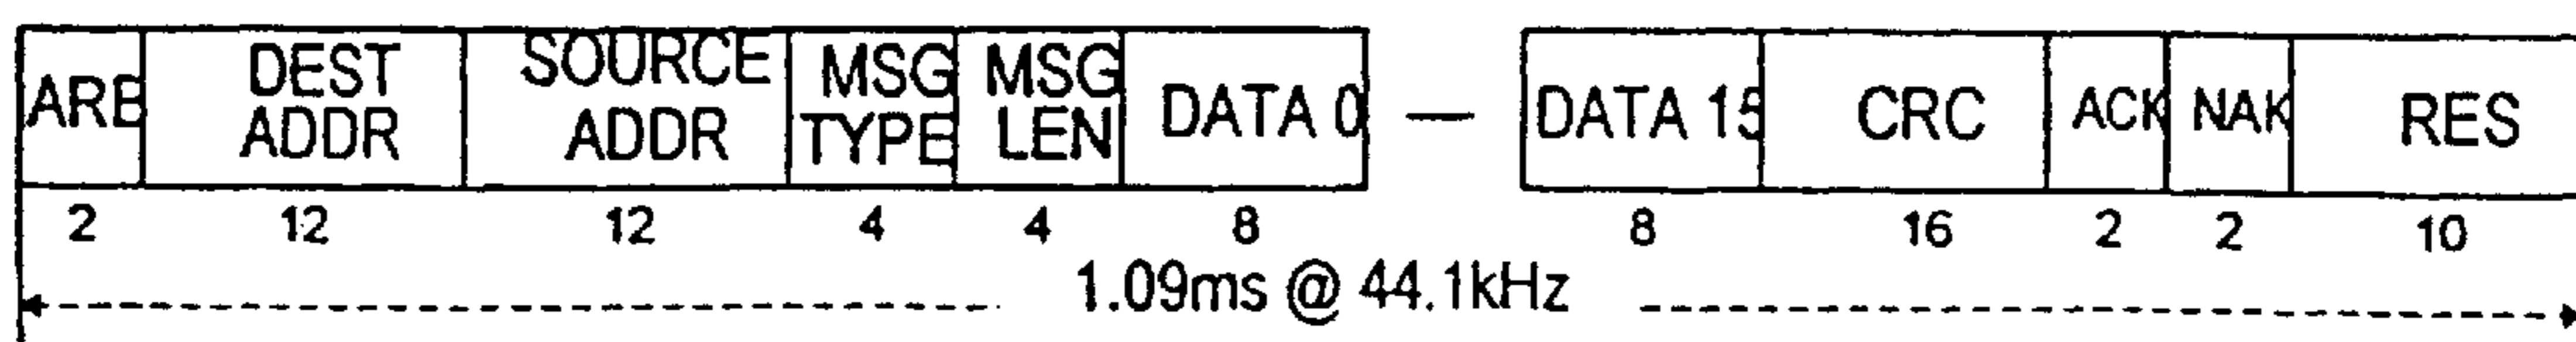 ARB DEST ADDR SOURCE ADDR MSG TYPE MSG LEN DATA 0 — DATA 15 CRC ACK NAK RES
2 12 12 4 4 8 8 16 2 2 10
1.09ms @ 44.1kHz